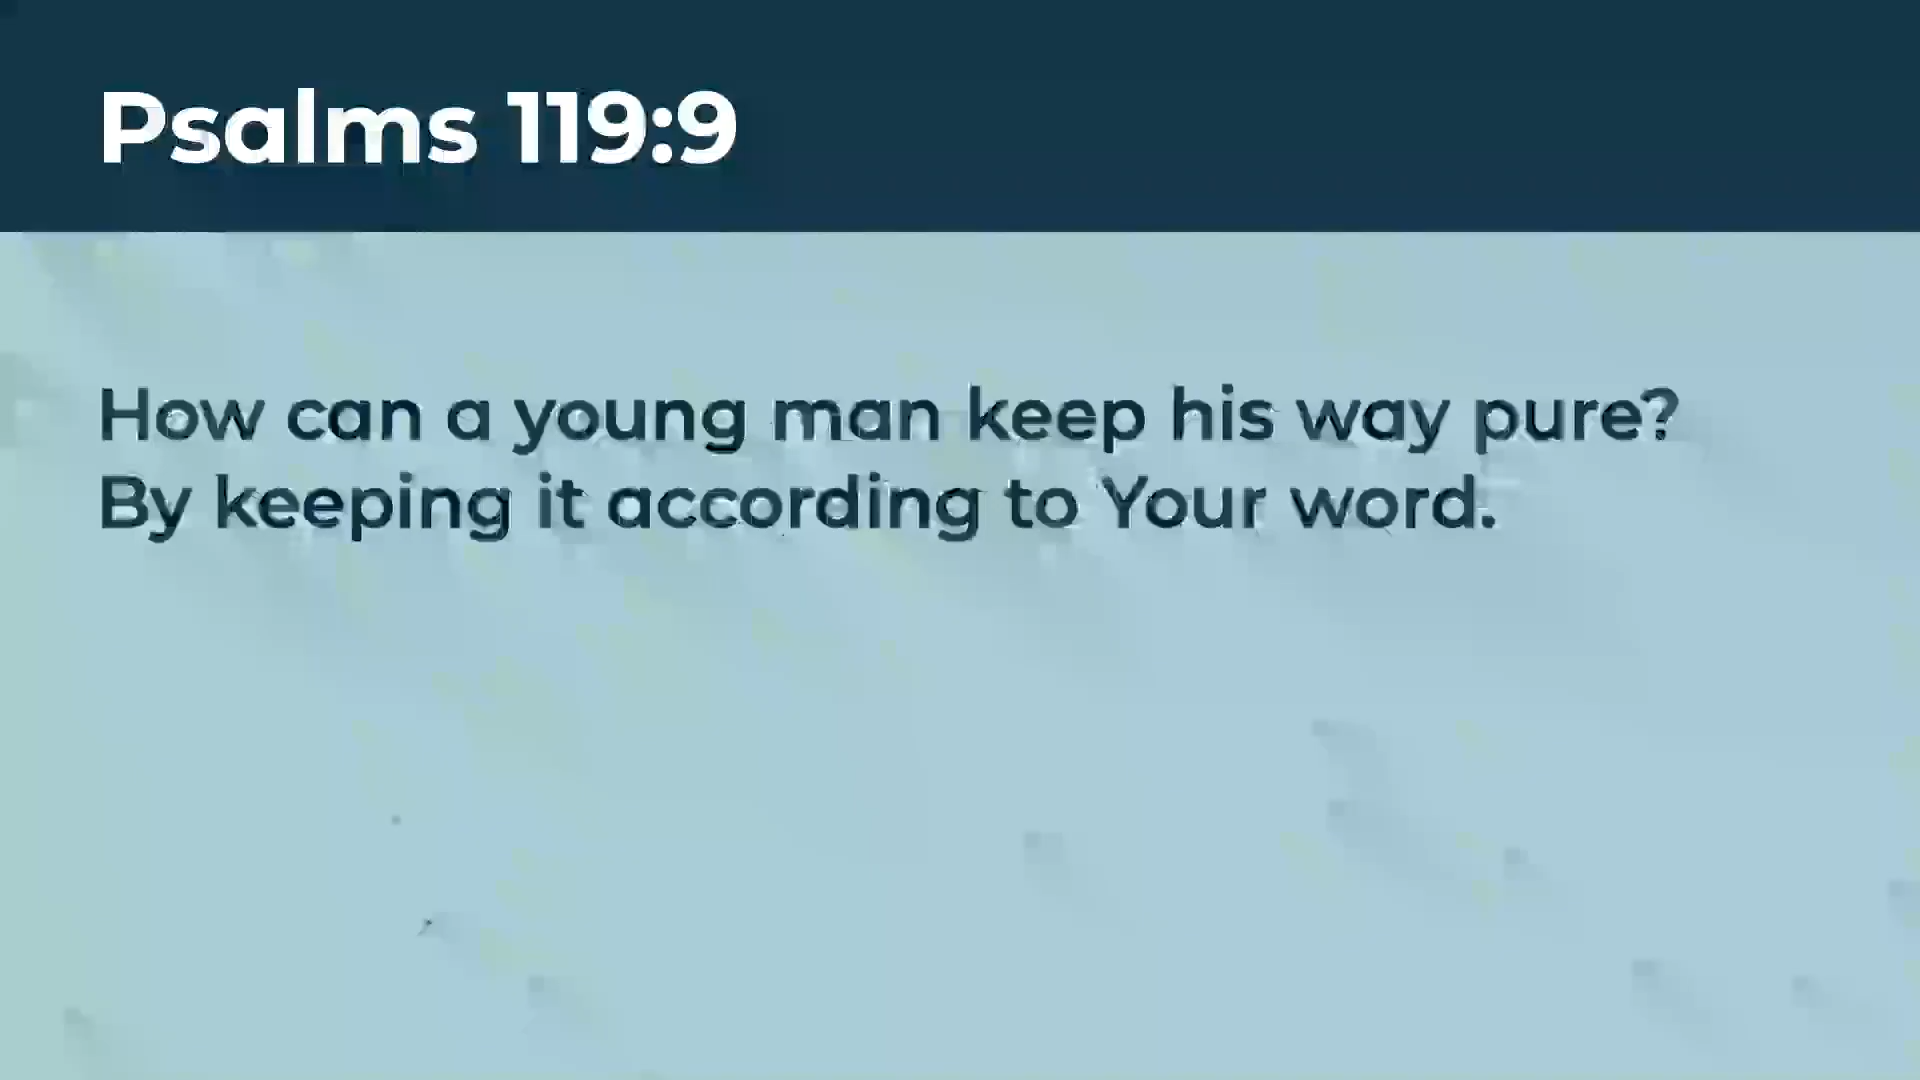 Psalms 119:9
How can a young man keep his way pure?
By keeping it according to Your word.